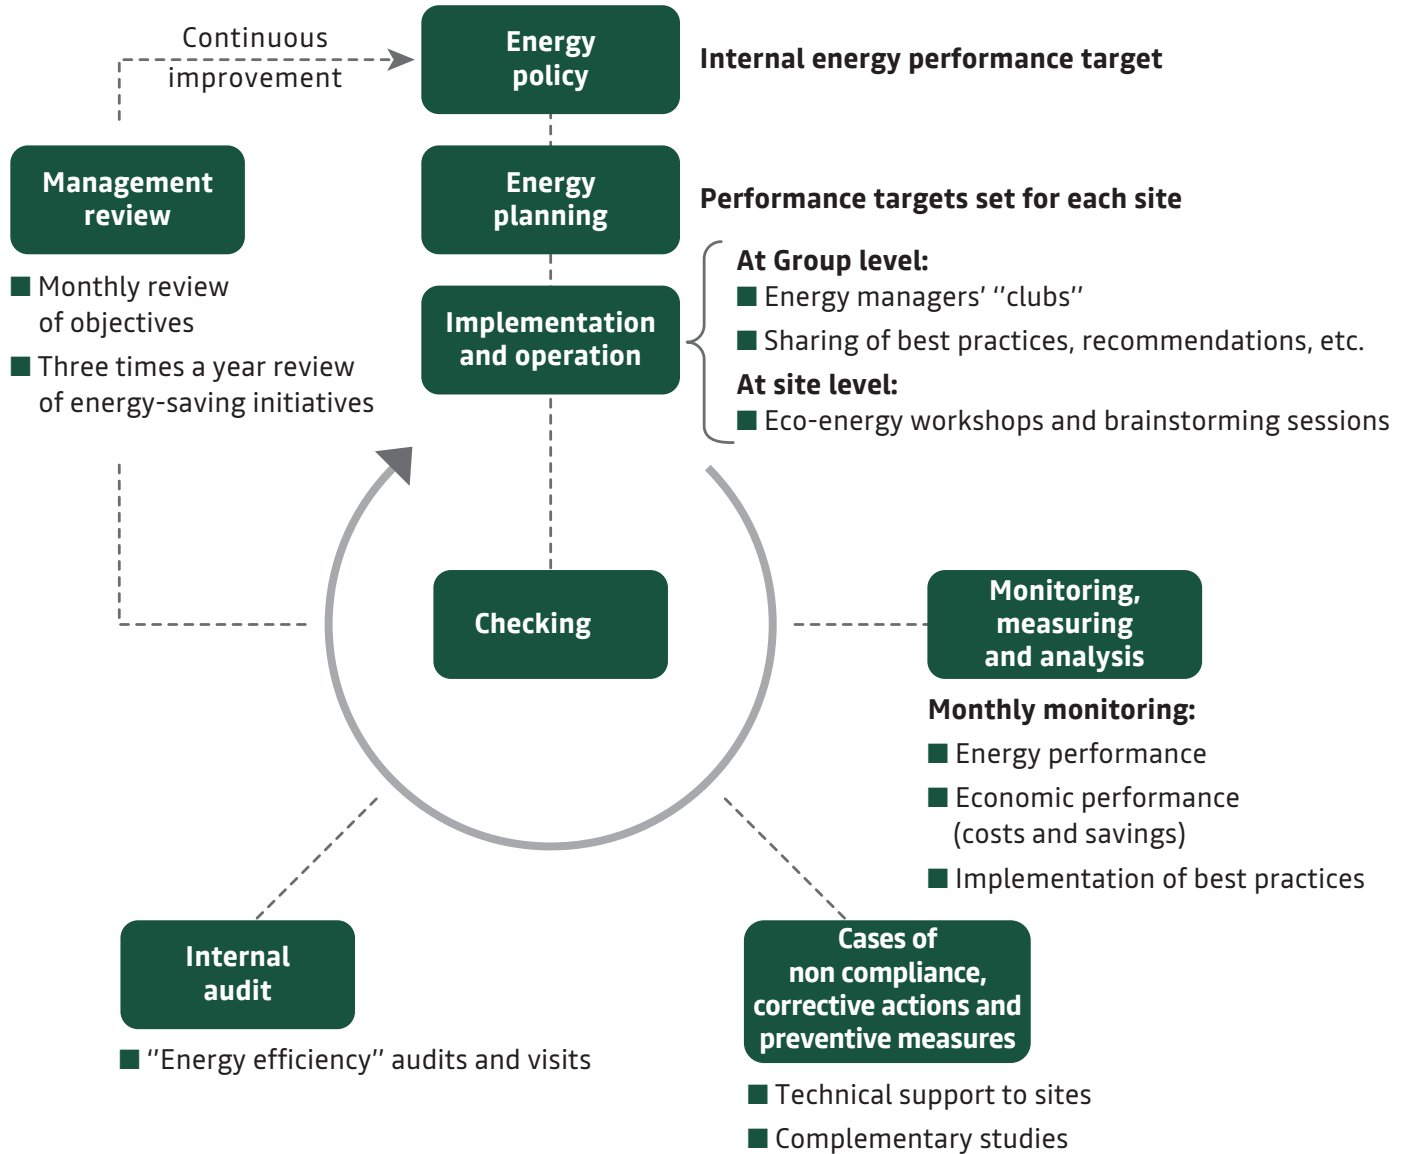 Continuous
improvement
Energy
policy
Internal energy performance target
Management
review
Energy
planning
Performance targets set for each site
■ Monthly review
of objectives
■ Three times a year review
of energy-saving initiatives
Implementation
and operation
At Group level:
■ Energy managers’ ‘’clubs’’
■ Sharing of best practices, recommendations, etc.
At site level:
■ Eco-energy workshops and brainstorming sessions
Checking
Monitoring,
measuring
and analysis
Monthly monitoring:
■ Energy performance
■ Economic performance
(costs and savings)
■ Implementation of best practices
Internal
audit
■ ‘’Energy efficiency’’ audits and visits
Cases of
non compliance,
corrective actions and
preventive measures
■ Technical support to sites
■ Complementary studies